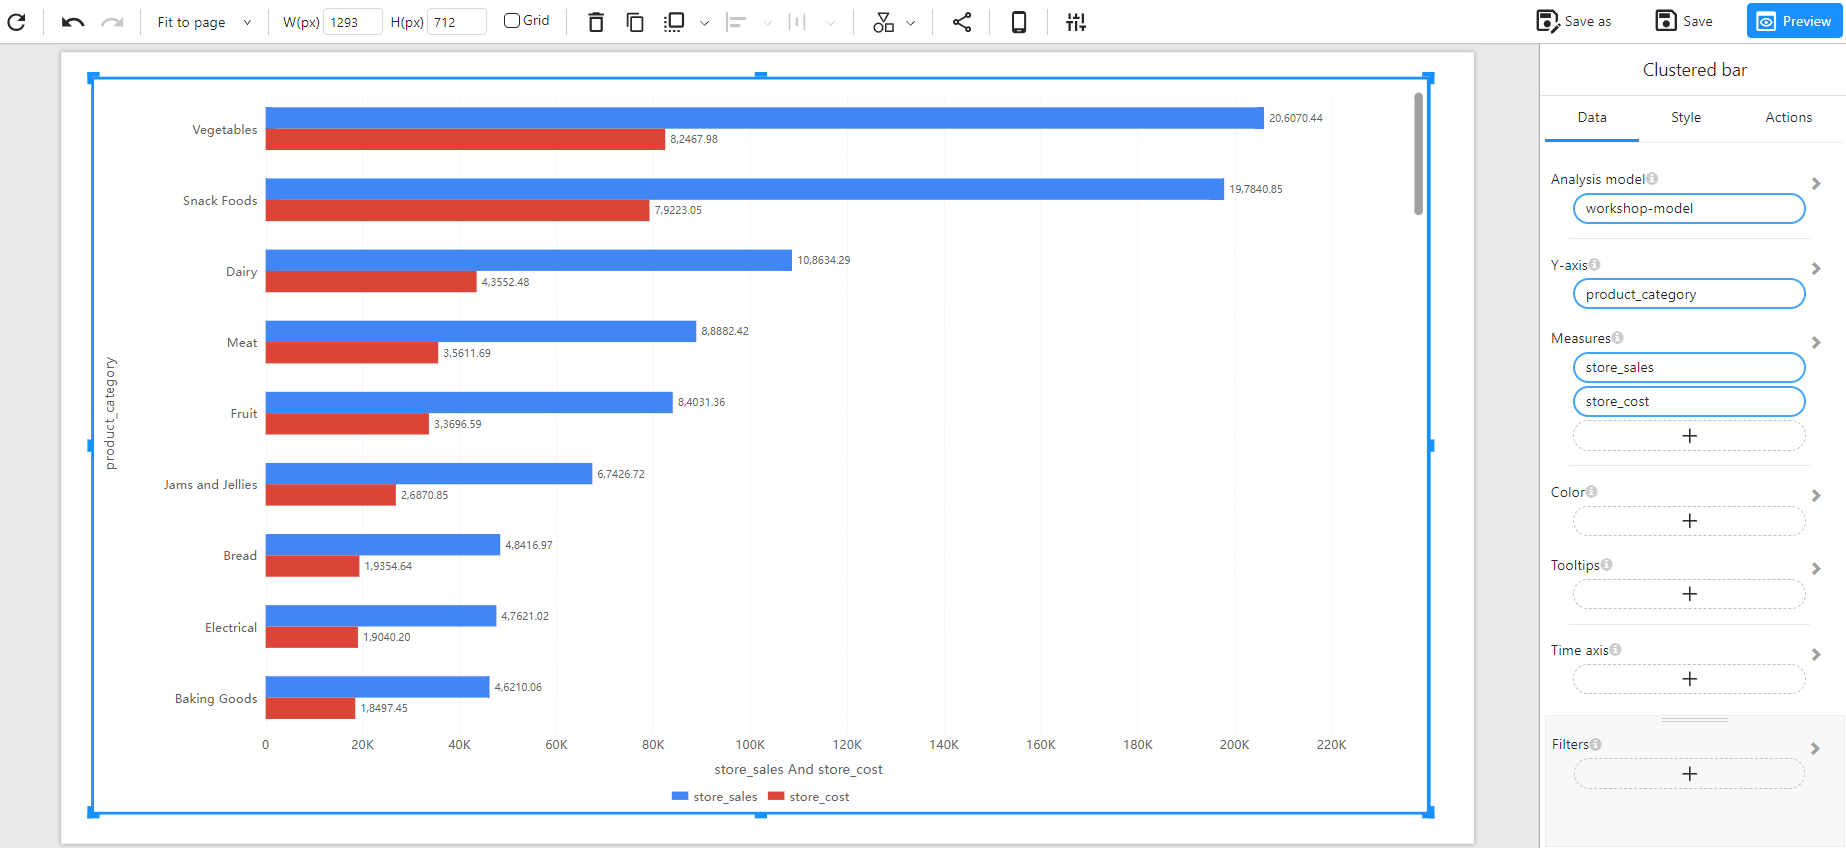 Fit to page W(px) 1293 H(px) 712 Grid Save as Save Preview
Clustered bar
Data Style Actions
Analysis model
workshop-model
Y-axis
product_category
Measures
store_sales
store_cost
Color
Tooltips
Time axis
Filters
product_category
Vegetables 20,6070.44
8,2467.98
Snack Foods 19,7840.85
7,9223.05
Dairy 10,8634.29
4,3552.48
Meat 8,8882.42
3,5611.69
Fruit 8,4031.36
3,3696.59
Jams and Jellies 6,7426.72
2,6870.85
Bread 4,8416.97
1,9354.64
Electrical 4,7621.02
1,9040.20
Baking Goods 4,6210.06
1,8497.45
0 20K 40K 60K 80K 100K 120K 140K 160K 180K 200K 220K
store_sales And store_cost
store_sales store_cost